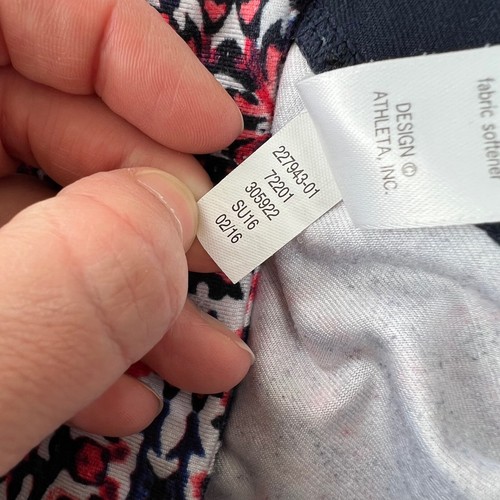 227943-01
72201
305922
SU16
02/16
fabric softener
DESIGN ©
ATHLETA, INC.